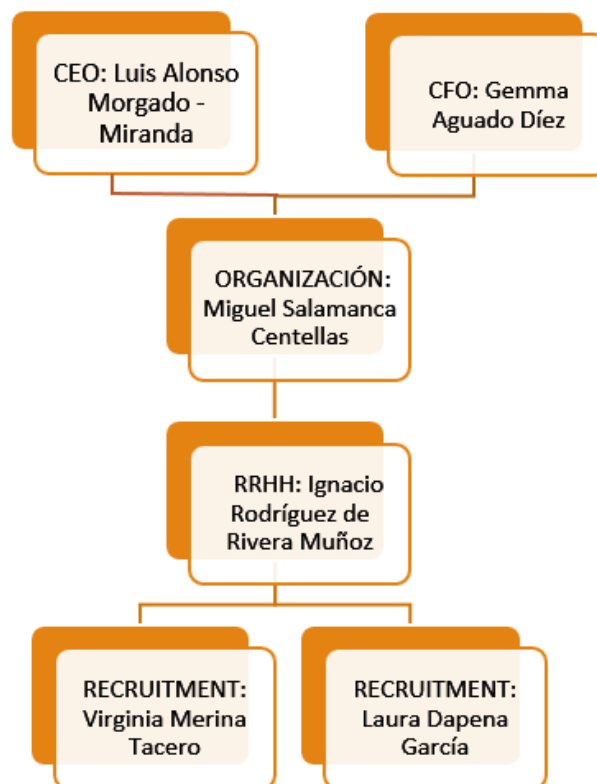 CEO: Luis Alonso
Morgado -
Miranda
CFO: Gemma
Aguado Díez
ORGANIZACIÓN:
Miguel Salamanca
Centellas
RRHH: Ignacio
Rodríguez de
Rivera Muñoz
RECRUITMENT:
Virginia Merina
Tacero
RECRUITMENT:
Laura Dapena
García